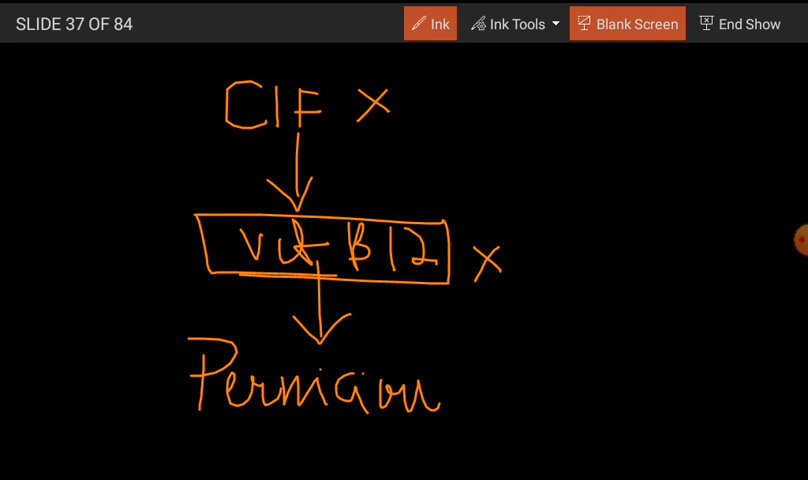 SLIDE 37 OF 84
Ink
Ink Tools
Blank Screen
End Show
CIF X
Vit B12 X
Pernicious